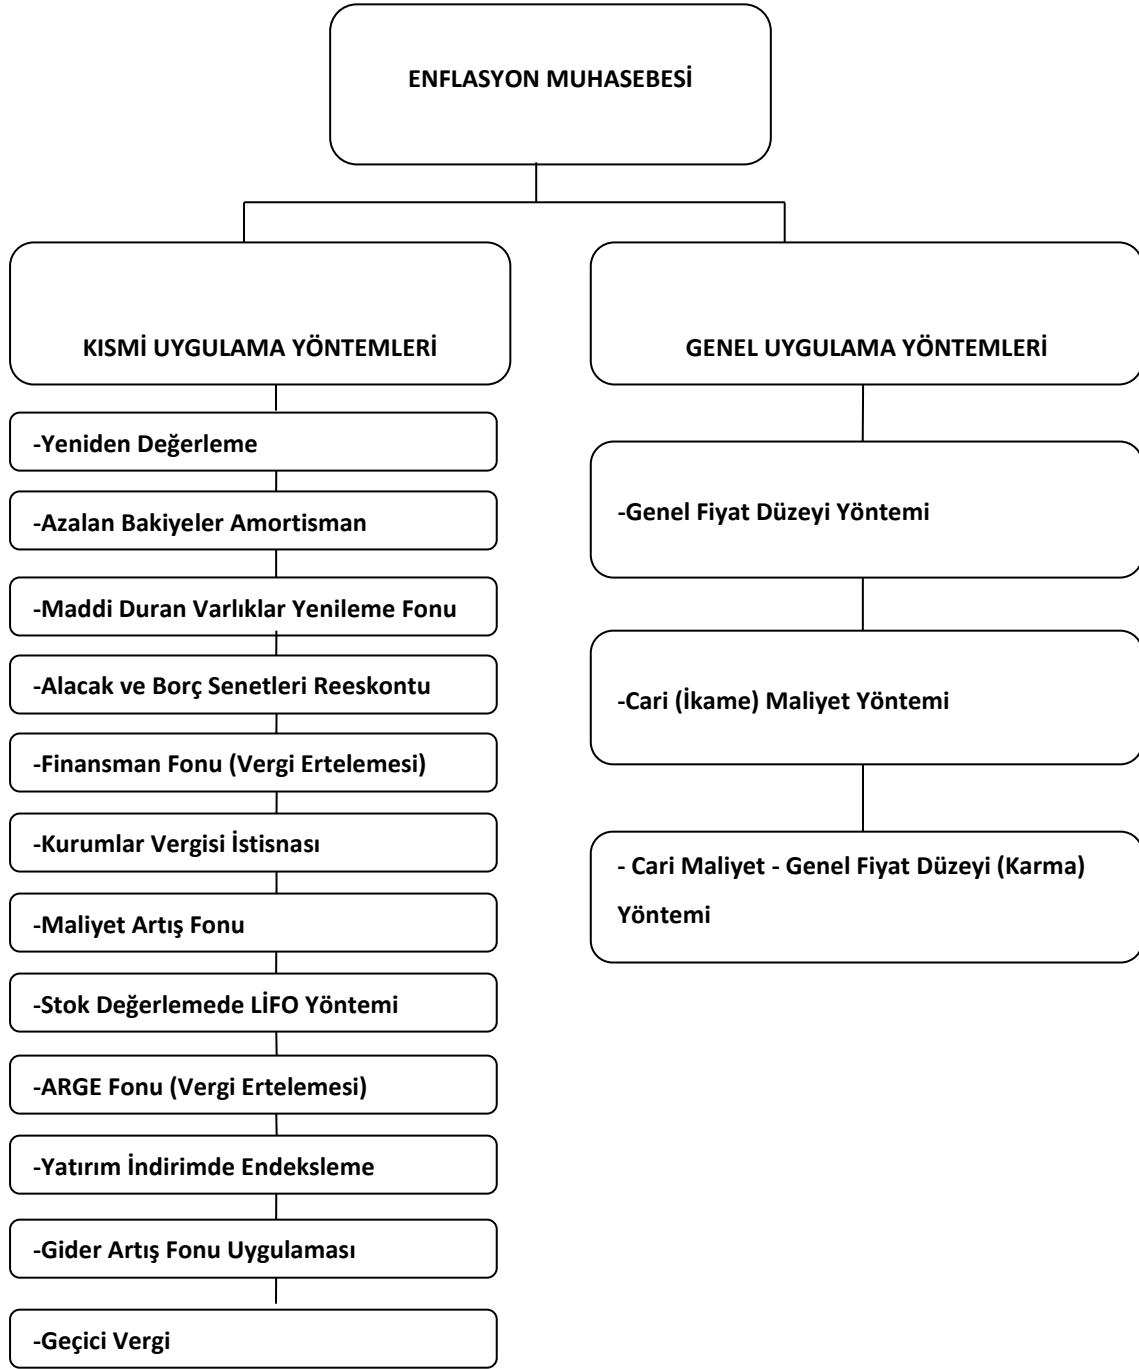 ENFLASYON MUHASEBESİ
KISMİ UYGULAMA YÖNTEMLERİ
-Yeniden Değerleme
-Azalan Bakiyeler Amortisman
-Maddi Duran Varlıklar Yenileme Fonu
-Alacak ve Borç Senetleri Reeskontu
-Finansman Fonu (Vergi Ertelemesi)
-Kurumlar Vergisi İstisnası
-Maliyet Artış Fonu
-Stok Değerlemede LİFO Yöntemi
-ARGE Fonu (Vergi Ertelemesi)
-Yatırım İndirimde Endeksleme
-Gider Artış Fonu Uygulaması
-Geçici Vergi
GENEL UYGULAMA YÖNTEMLERİ
-Genel Fiyat Düzeyi Yöntemi
-Cari (İkame) Maliyet Yöntemi
- Cari Maliyet - Genel Fiyat Düzeyi (Karma)
Yöntemi